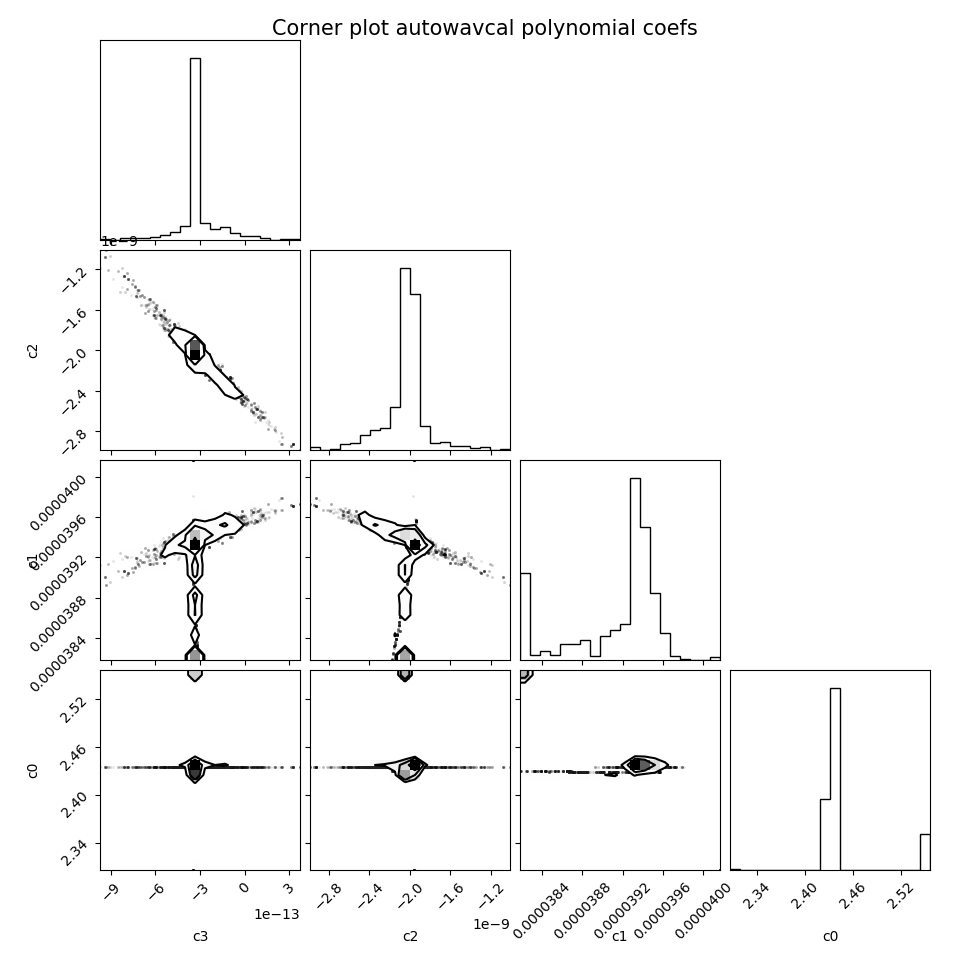 Corner plot autowavcal polynomial coefs
1e−9
−1.2
−1.6
−2.0
−2.4
−2.8
c2
0.0000400
0.0000396
0.0000392
0.0000388
0.0000384
c1
2.52
2.46
2.40
2.34
c0
−9 −6 −3 0 3
1e−13
c3
−2.8 −2.4 −2.0 −1.6 −1.2
1e−9
c2
0.0000384 0.0000388 0.0000392 0.0000396 0.0000400
c1
2.34 2.40 2.46 2.52
c0